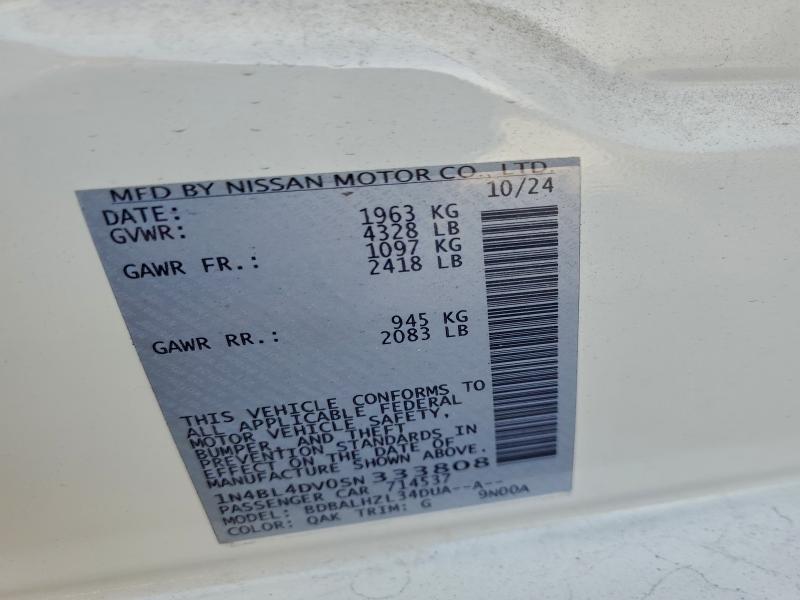 MFD BY NISSAN MOTOR CO., LTD.
DATE: 10/24
GVWR: 1963 KG
4328 LB
GAWR FR.: 1097 KG
2418 LB
GAWR RR.: 945 KG
2083 LB
THIS VEHICLE CONFORMS TO
ALL APPLICABLE FEDERAL
MOTOR VEHICLE SAFETY,
BUMPER, AND THEFT
PREVENTION STANDARDS IN
EFFECT ON THE DATE OF
MANUFACTURE SHOWN ABOVE.
1N4BL4DV0SN333808
PASSENGER CAR 714537
MODEL: BDBALHZL34DUA--A--
COLOR: QAK TRIM: G 9N00A